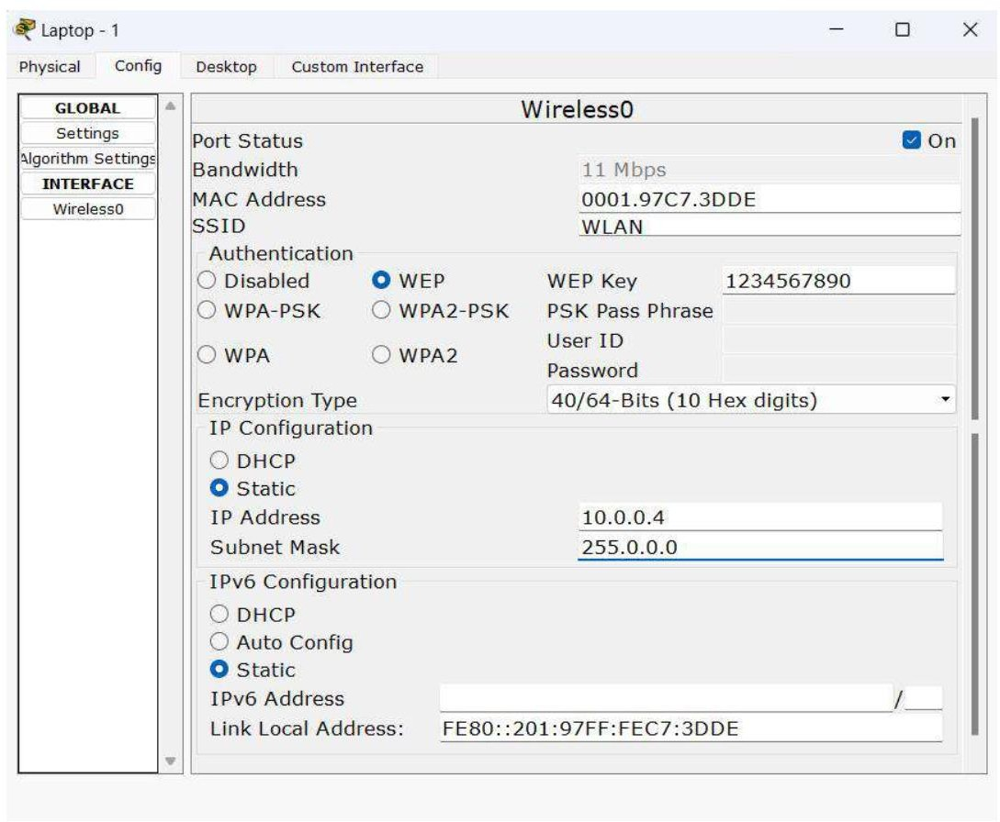 Laptop - 1
Physical Config Desktop Custom Interface
GLOBAL
Settings
Algorithm Settings
INTERFACE
Wireless0
Wireless0
Port Status On
Bandwidth 11 Mbps
MAC Address 0001.97C7.3DDE
SSID WLAN
Authentication
Disabled WEP WEP Key 1234567890
WPA-PSK WPA2-PSK PSK Pass Phrase
User ID
WPA WPA2
Password
Encryption Type 40/64-Bits (10 Hex digits)
IP Configuration
DHCP
Static
IP Address 10.0.0.4
Subnet Mask 255.0.0.0
IPv6 Configuration
DHCP
Auto Config
Static
IPv6 Address /
Link Local Address: FE80::201:97FF:FEC7:3DDE